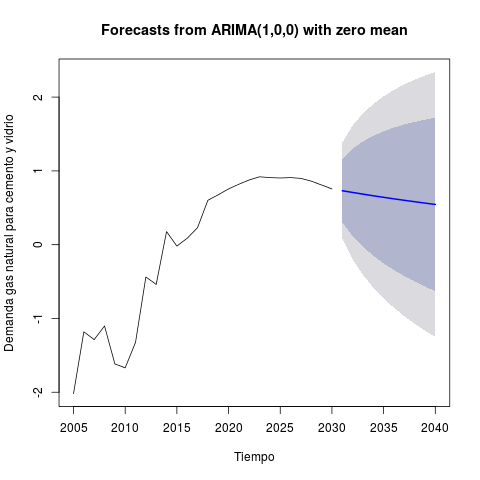 Forecasts from ARIMA(1,0,0) with zero mean
Demanda gas natural para cemento y vidrio
2
1
0
-1
-2
2005 2010 2015 2020 2025 2030 2035 2040
Tiempo